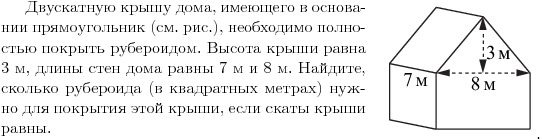 Двускатную крышу дома, имеющего в основа-
нии прямоугольник (см. рис.), необходимо полно-
стью покрыть рубероидом. Высота крыши равна
3 м, длины стен дома равны 7 м и 8 м. Найдите,
сколько рубероида (в квадратных метрах) нуж-
но для покрытия этой крыши, если скаты крыши
равны.
3 м
7 м
8 м
.